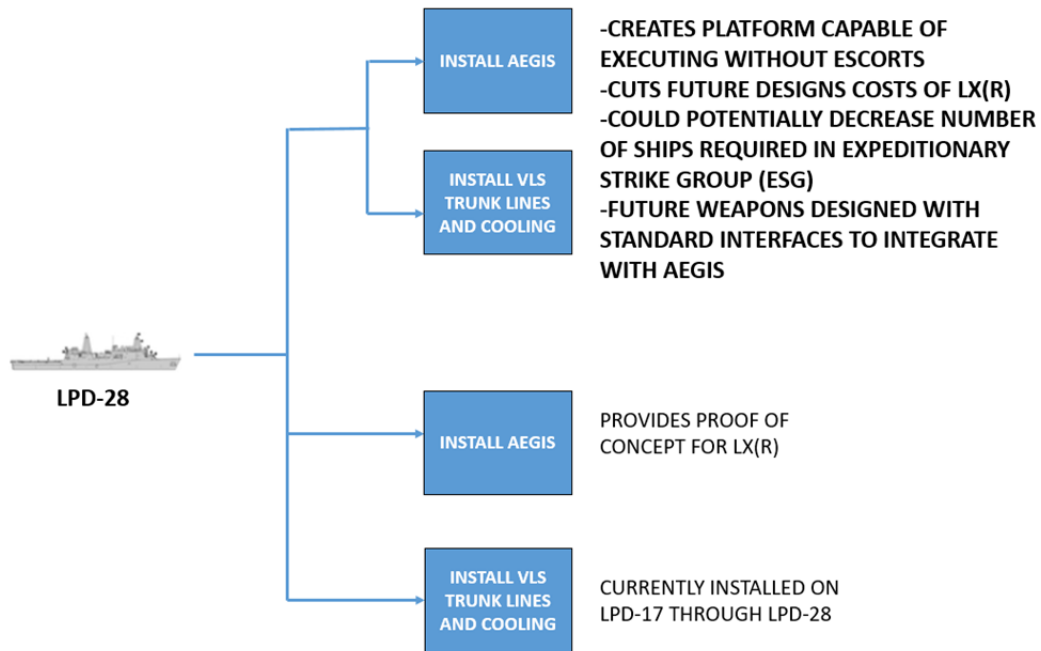 INSTALL AEGIS
-CREATES PLATFORM CAPABLE OF
EXECUTING WITHOUT ESCORTS
-CUTS FUTURE DESIGNS COSTS OF LX(R)
-COULD POTENTIALLY DECREASE NUMBER
OF SHIPS REQUIRED IN EXPEDITIONARY
STRIKE GROUP (ESG)
-FUTURE WEAPONS DESIGNED WITH
STANDARD INTERFACES TO INTEGRATE
WITH AEGIS
INSTALL VLS
TRUNK LINES
AND COOLING
LPD-28
INSTALL AEGIS
PROVIDES PROOF OF
CONCEPT FOR LX(R)
INSTALL VLS
TRUNK LINES
AND COOLING
CURRENTLY INSTALLED ON
LPD-17 THROUGH LPD-28